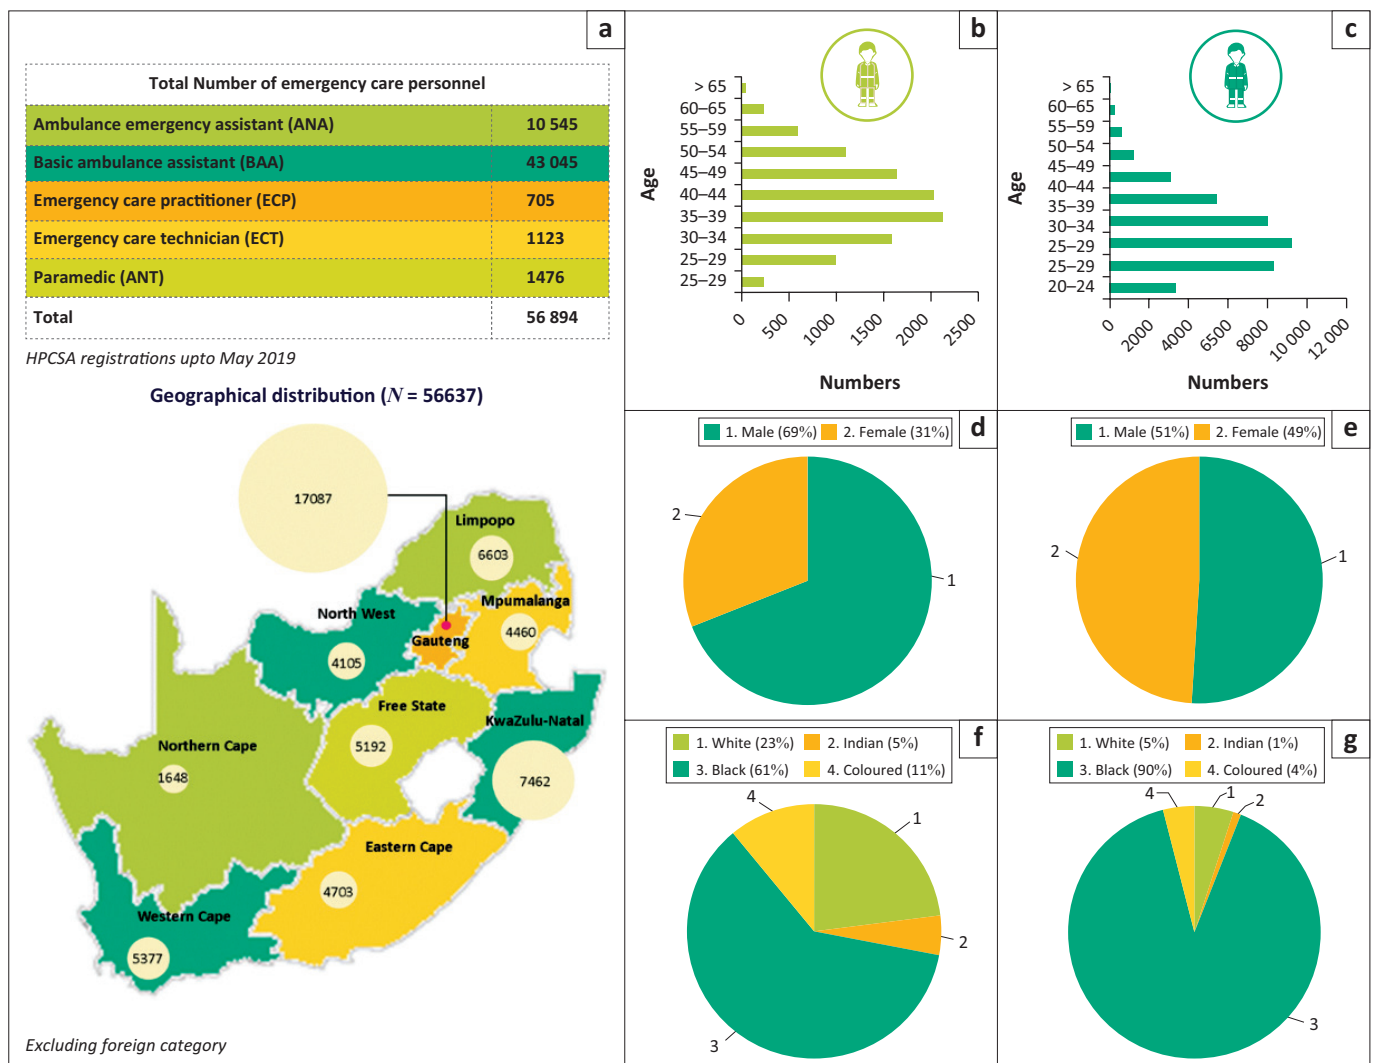 a
Total Number of emergency care personnel
Ambulance emergency assistant (ANA) 10 545
Basic ambulance assistant (BAA) 43 045
Emergency care practitioner (ECP) 705
Emergency care technician (ECT) 1123
Paramedic (ANT) 1476
Total 56 894
HPCSA registrations upto May 2019
Geographical distribution (N = 56637)
17087
Limpopo
6603
Mpumalanga
4460
North West
4105
Gauteng
Free State
5192
KwaZulu-Natal
7462
Northern Cape
1648
Eastern Cape
4703
Western Cape
5377
Excluding foreign category
b
Age
> 65
60–65
55–59
50–54
45–49
40–44
35–39
30–34
25–29
25–29
0 500 1000 1500 2000 2500
Numbers
c
Age
> 65
60–65
55–59
50–54
45–49
40–44
35–39
30–34
25–29
25–29
20–24
0 2000 4000 6500 8000 10 000 12 000
Numbers
d
1. Male (69%) 2. Female (31%)
2
1
e
1. Male (51%) 2. Female (49%)
2
1
f
1. White (23%) 2. Indian (5%)
3. Black (61%) 4. Coloured (11%)
4
1
2
3
g
1. White (5%) 2. Indian (1%)
3. Black (90%) 4. Coloured (4%)
4
1
2
3